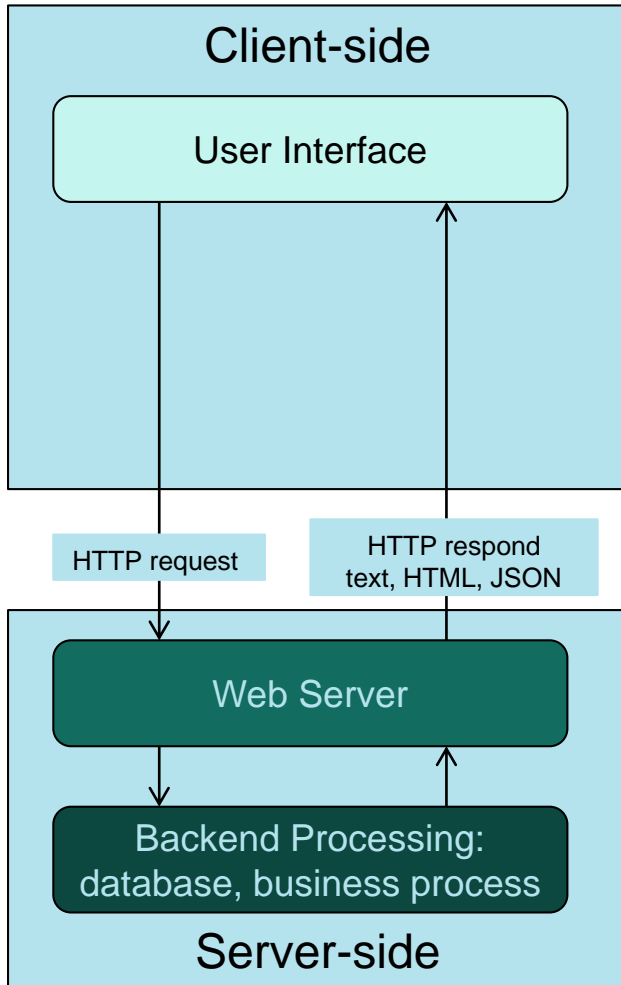 Client-side
User Interface
HTTP request
HTTP respond
text, HTML, JSON
Web Server
Backend Processing:
database, business process
Server-side